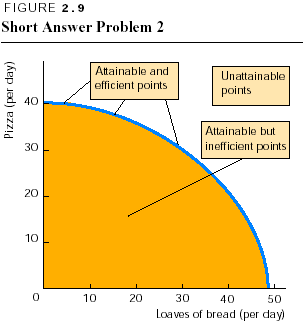 FIGURE 2.9
Short Answer Problem 2
Pizza (per day)
Attainable and
efficient points
Unattainable
points
Attainable but
inefficient points
40
30
20
10
0
10
20
30
40
50
Loaves of bread (per day)